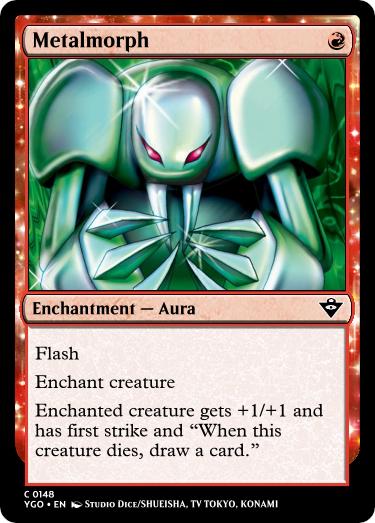 Metalmorph
Enchantment — Aura
Flash
Enchant creature
Enchanted creature gets +1/+1 and
has first strike and “When this
creature dies, draw a card.”
C 0148
YGO • EN Studio Dice/SHUEISHA, TV TOKYO, KONAMI